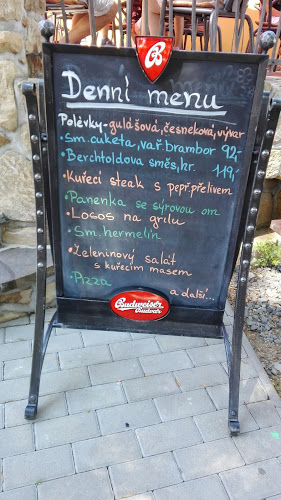 B
Denní menu
Polévky-gulášová, česneková, vývar
• Sm. cuketa, vař. brambor 92,-
• Berchtoldova směs, kr. 119,-
• Kuřecí steak s pepř. přelivem
• Panenka se sýrovou om
• Losos na grilu
• Sm. hermelín
• Zeleninový salát
s kuřecím masem
• Pizza
a další...
Budweiser
Budvar